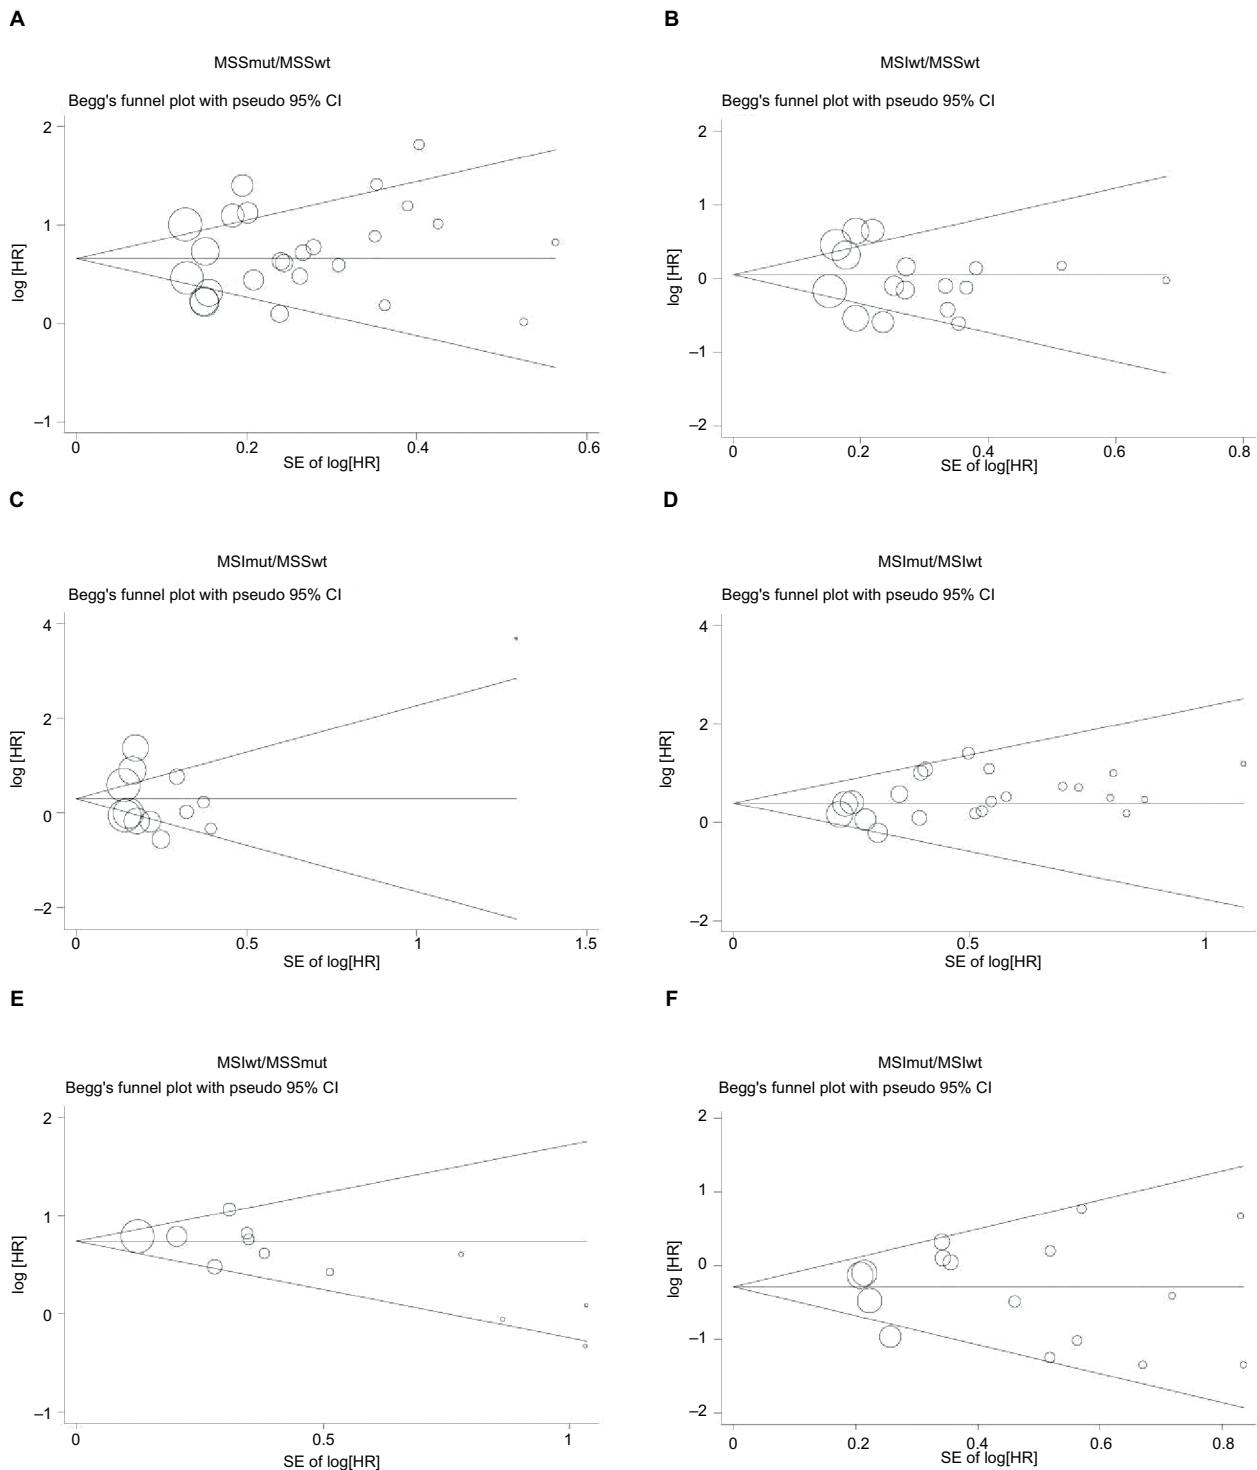 A
MSSmut/MSSwt
Begg's funnel plot with pseudo 95% CI
2
1
0
–1
log [HR]
0 0.2 0.4 0.6
SE of log[HR]
B
MSIwt/MSSwt
Begg's funnel plot with pseudo 95% CI
2
1
0
–1
–2
log [HR]
0 0.2 0.4 0.6 0.8
SE of log[HR]
C
MSImut/MSSwt
Begg's funnel plot with pseudo 95% CI
4
2
0
–2
log [HR]
0 0.5 1 1.5
SE of log[HR]
D
MSImut/MSIwt
Begg's funnel plot with pseudo 95% CI
4
2
0
–2
log [HR]
0 0.5 1
SE of log[HR]
E
MSIwt/MSSmut
Begg's funnel plot with pseudo 95% CI
2
1
0
–1
log [HR]
0 0.5 1
SE of log[HR]
F
MSImut/MSIwt
Begg's funnel plot with pseudo 95% CI
2
1
0
–1
–2
log [HR]
0 0.2 0.4 0.6 0.8
SE of log[HR]